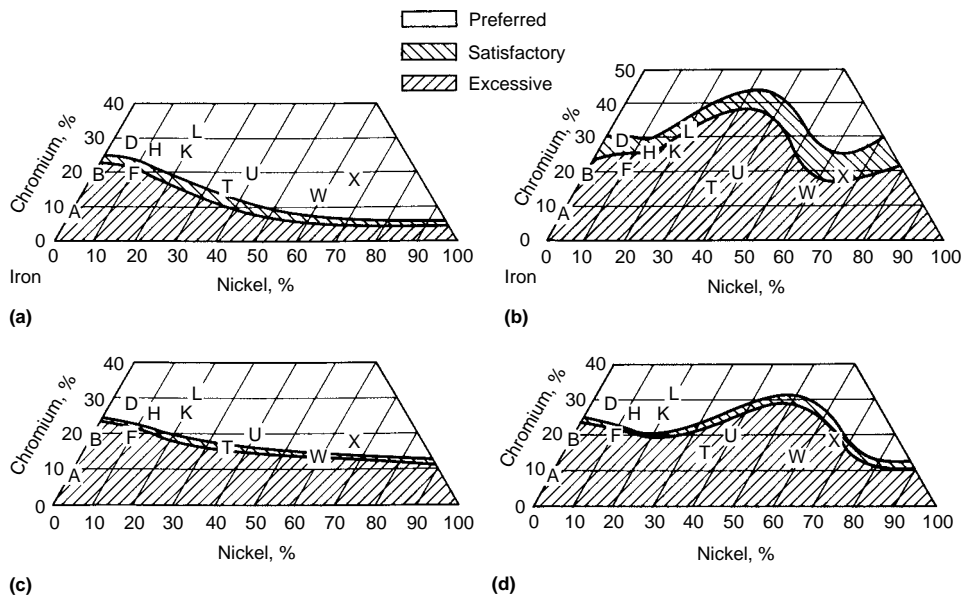 Preferred
Satisfactory
Excessive
Chromium, %
40
30
20
10
0
D H L K
B F T U W X
A
0 10 20 30 40 50 60 70 80 90 100
Iron
Nickel, %
(a)
Chromium, %
50
40
30
20
10
0
D L
H K
B F T U W X
A
0 10 20 30 40 50 60 70 80 90 100
Iron
Nickel, %
(b)
Chromium, %
40
30
20
10
0
D H L K
B F T U W X
A
0 10 20 30 40 50 60 70 80 90 100
Nickel, %
(c)
Chromium, %
40
30
20
10
0
D H L K
B F T U W X
A
0 10 20 30 40 50 60 70 80 90 100
Nickel, %
(d)